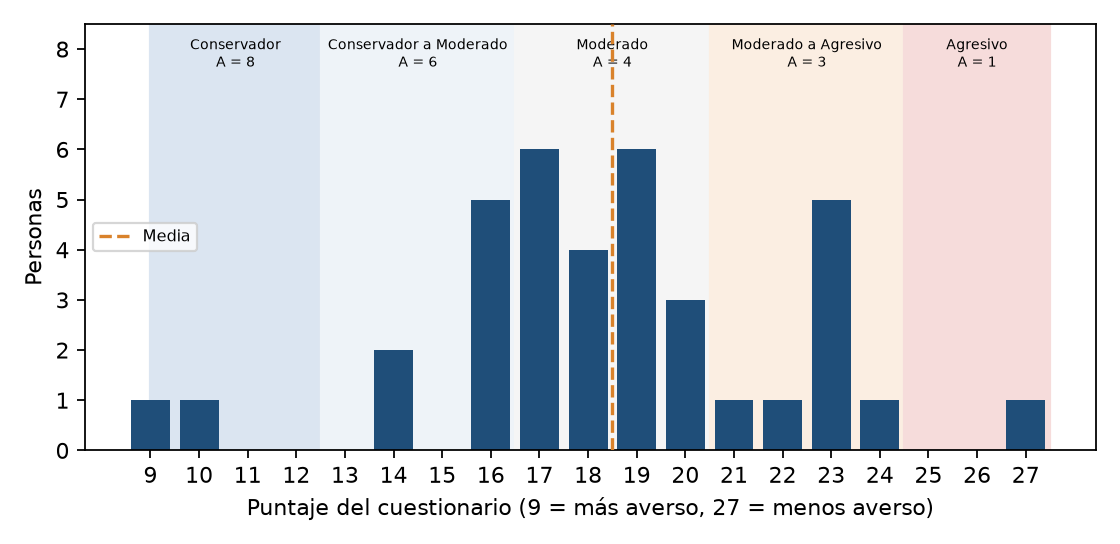 Conservador
A = 8
Conservador a Moderado
A = 6
Moderado
A = 4
Moderado a Agresivo
A = 3
Agresivo
A = 1
8
7
6
5
4
3
2
1
0
Personas
Media
9 10 11 12 13 14 15 16 17 18 19 20 21 22 23 24 25 26 27
Puntaje del cuestionario (9 = más averso, 27 = menos averso)